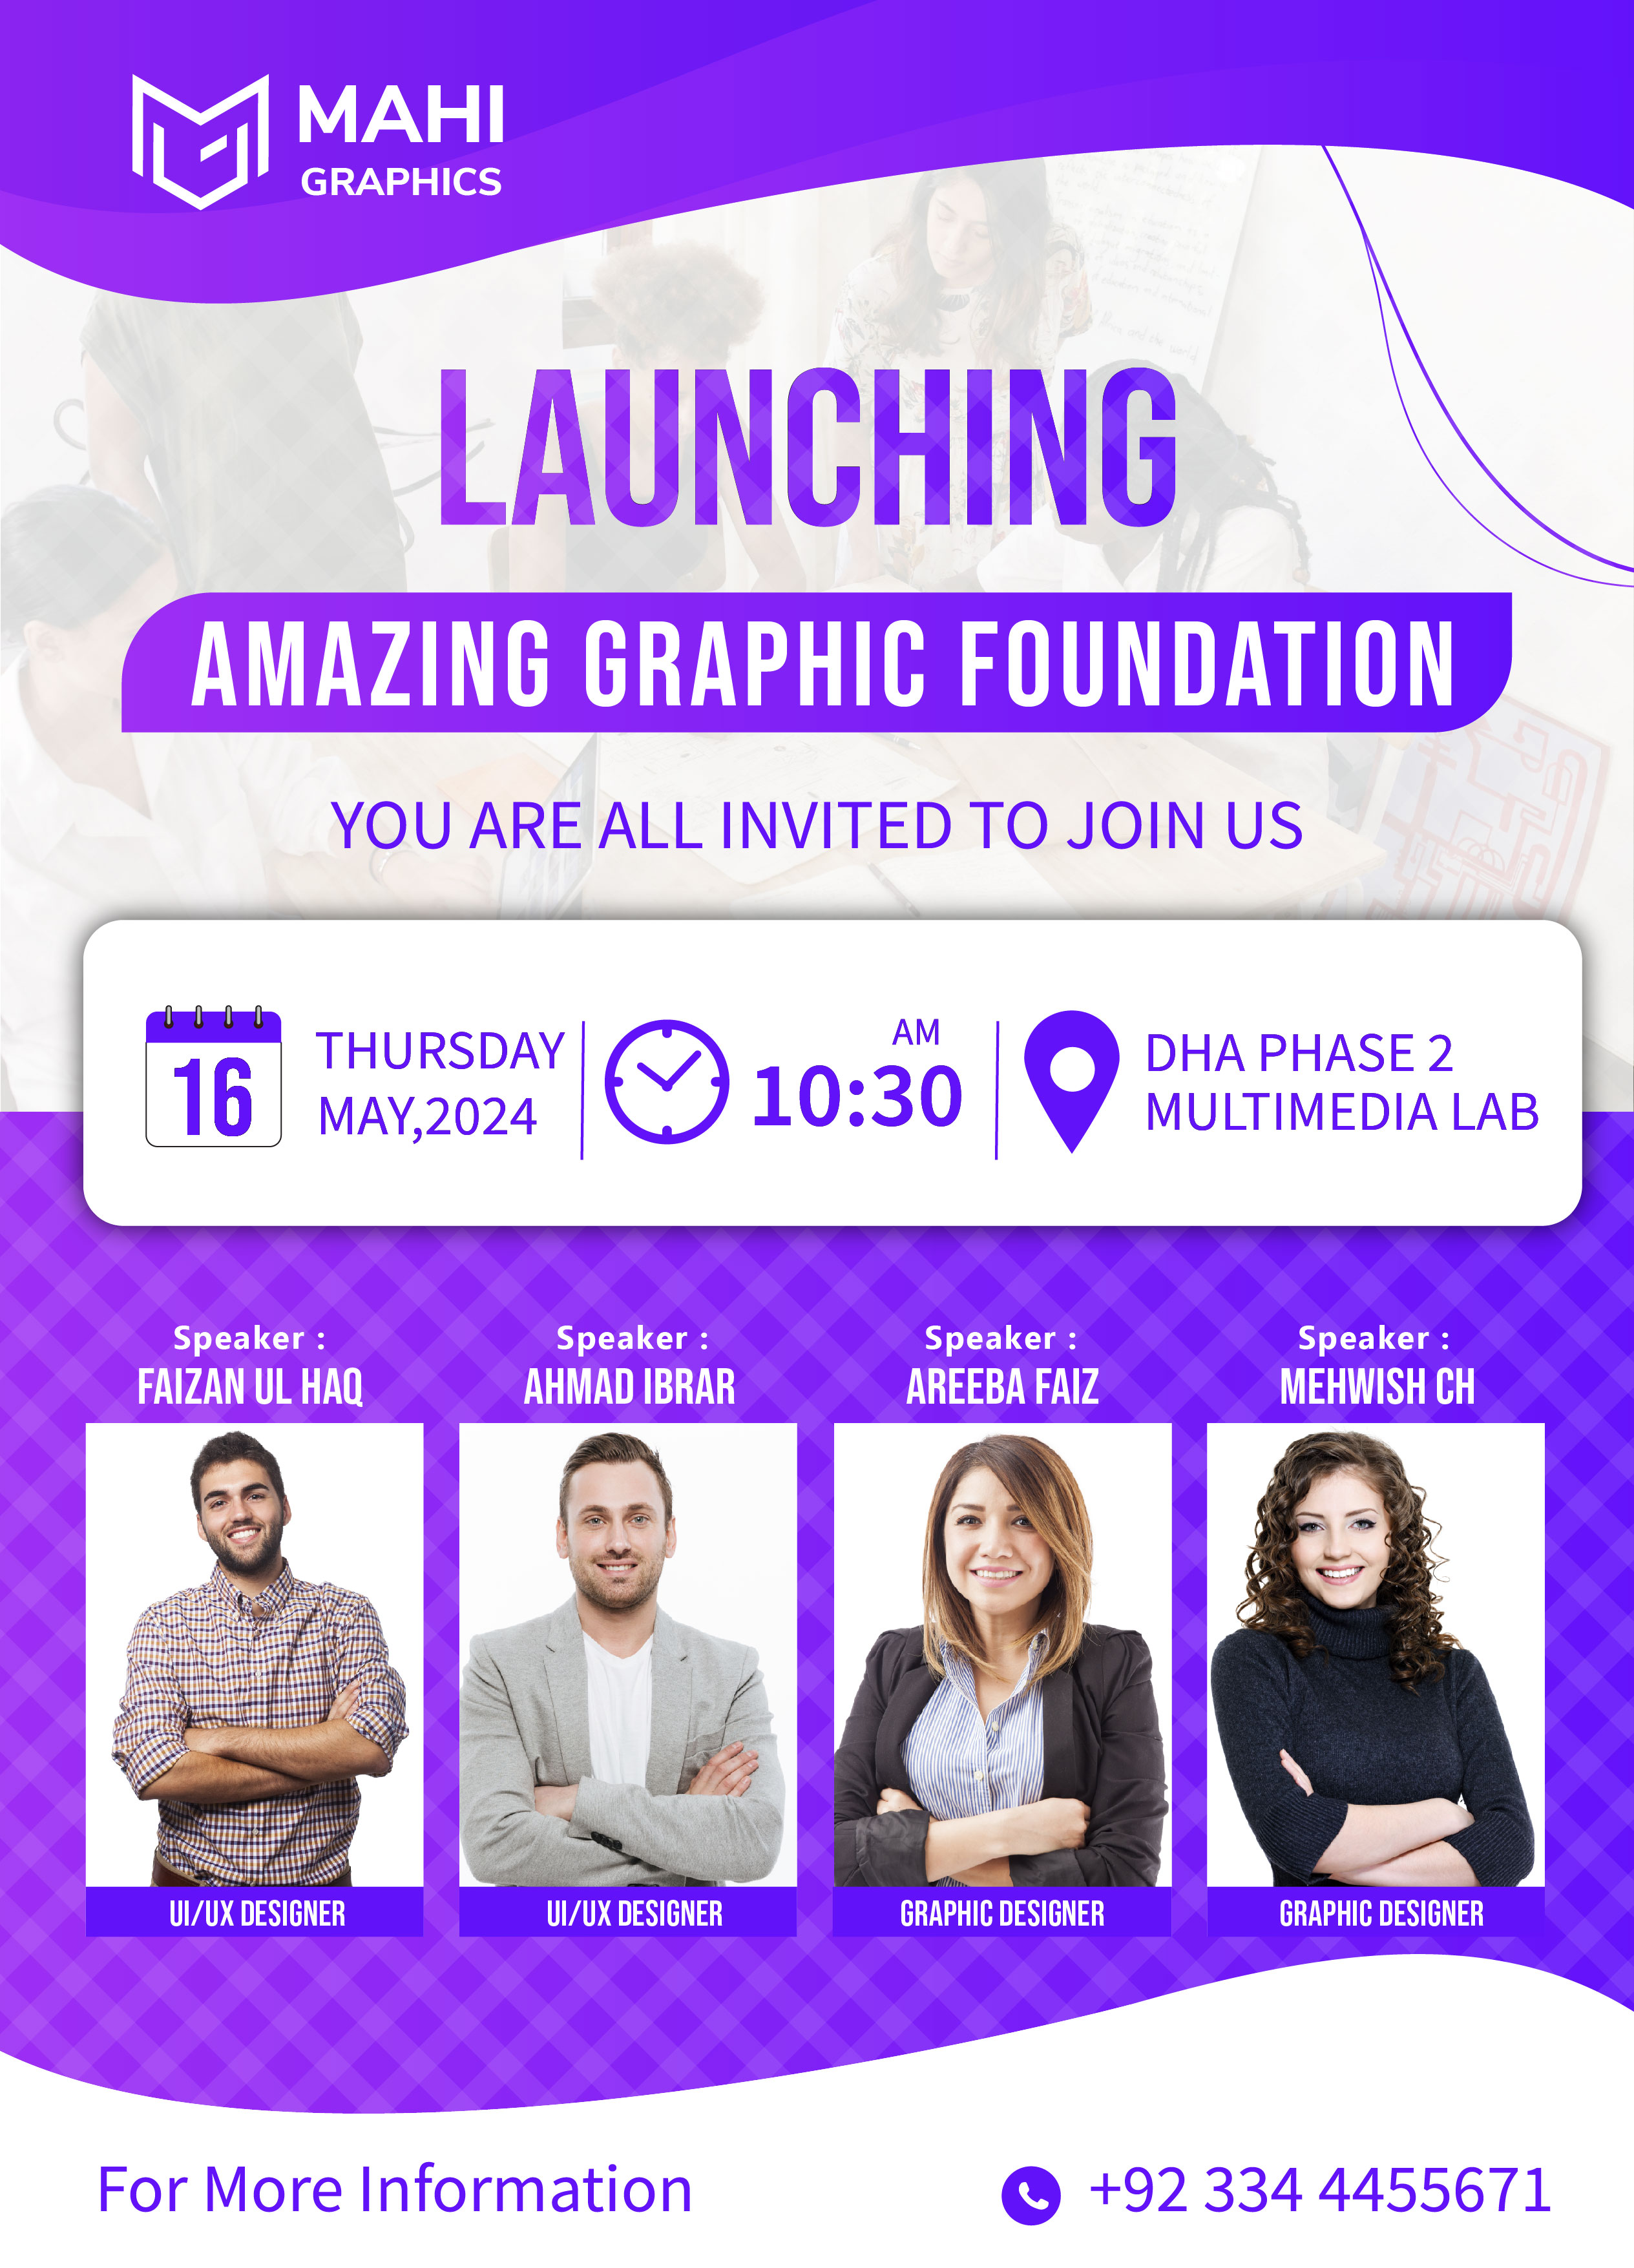 MAHI
GRAPHICS
LAUNCHING
AMAZING GRAPHIC FOUNDATION
YOU ARE ALL INVITED TO JOIN US
16
THURSDAY
MAY,2024
AM
10:30
DHA PHASE 2
MULTIMEDIA LAB
Speaker :
FAIZAN UL HAQ
UI/UX DESIGNER
Speaker :
AHMAD IBRAR
UI/UX DESIGNER
Speaker :
AREEBA FAIZ
GRAPHIC DESIGNER
Speaker :
MEHWISH CH
GRAPHIC DESIGNER
For More Information
+92 334 4455671